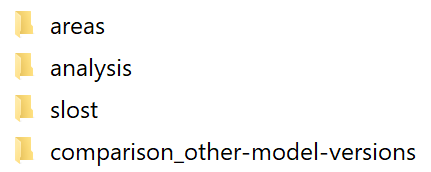 areas
analysis
slost
comparison_other-model-versions